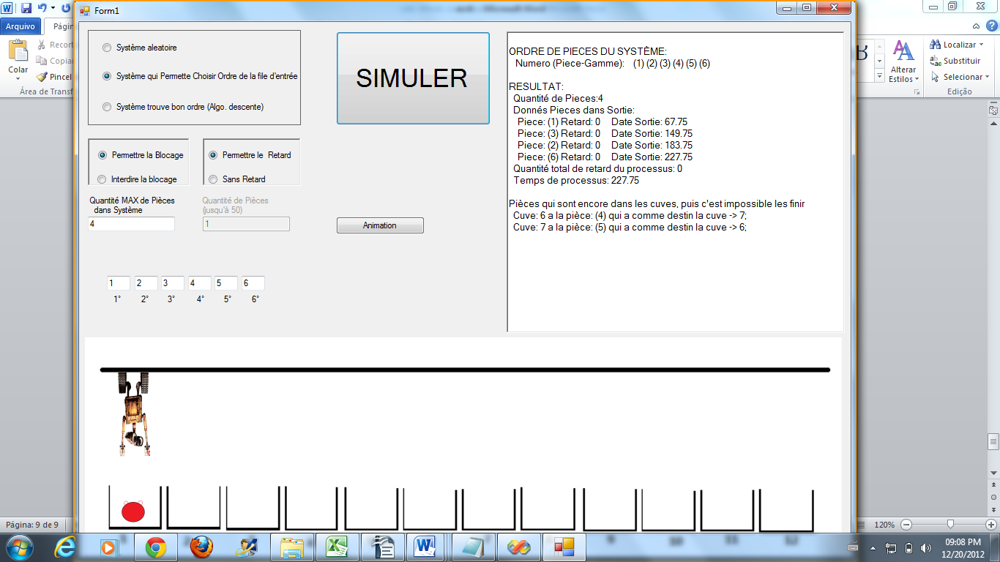 Form1
Arquivo
Págin
Colar
Recort
Copiar
Pincel
Área de Transf
Alterar
Estilos
Localizar
Substituir
Selecionar
Edição
Système aleatoire
Système qui Permette Choisir Ordre de la file d'entrée
Système trouve bon ordre (Algo. descente)
SIMULER
Permettre la Blocage
Interdire la blocage
Permettre le Retard
Sans Retard
Quantité MAX de Pièces
dans Système
4
Quantité de Pièces
(jusqu'à 50)
1
Animation
1 2 3 4 5 6
1° 2° 3° 4° 5° 6°
ORDRE DE PIECES DU SYSTÈME:
Numero (Piece-Gamme): (1) (2) (3) (4) (5) (6)
RESULTAT:
Quantité de Pieces:4
Donnés Pieces dans Sortie:
Piece: (1) Retard: 0 Date Sortie: 67.75
Piece: (3) Retard: 0 Date Sortie: 149.75
Piece: (2) Retard: 0 Date Sortie: 183.75
Piece: (6) Retard: 0 Date Sortie: 227.75
Quantité total de retard du processus: 0
Temps de processus: 227.75
Pièces qui sont encore dans les cuves, puis c'est impossible les finir
Cuve: 6 a la pièce: (4) qui a comme destin la cuve -> 7;
Cuve: 7 a la pièce: (5) qui a comme destin la cuve -> 6;
Página: 9 de 9
120%
9 10 11 12
09:08 PM
12/20/2012